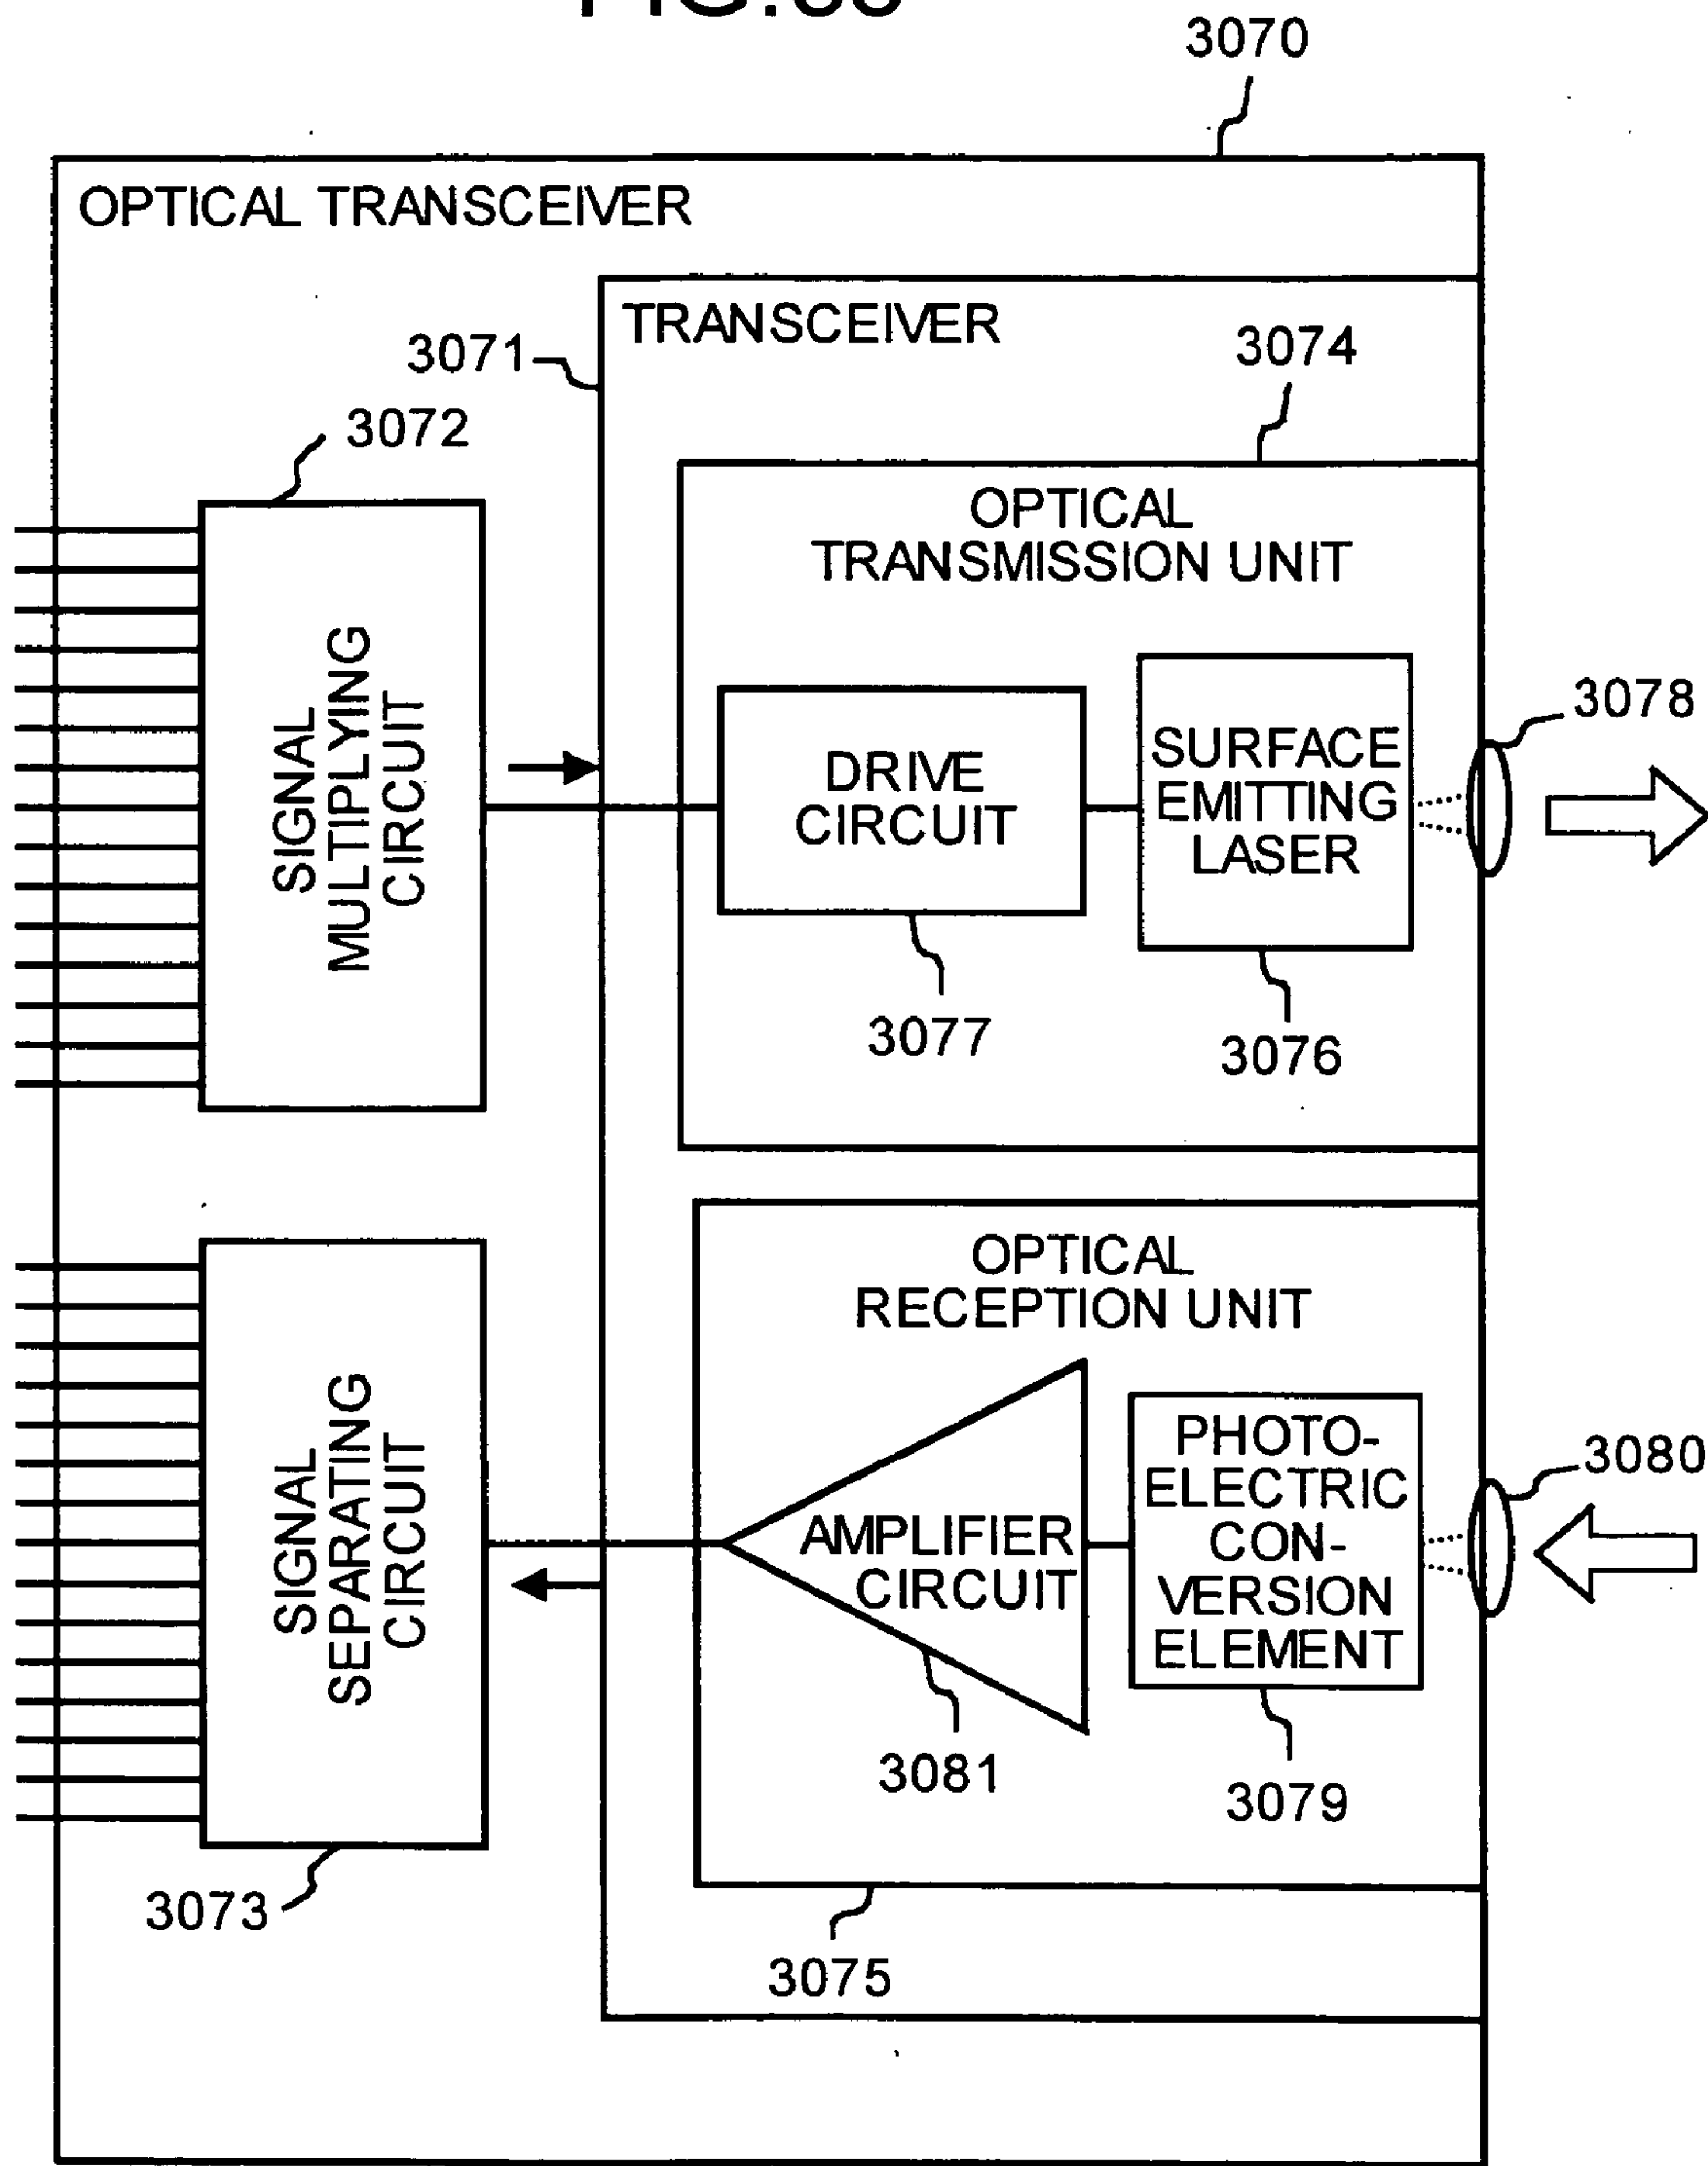 3070
OPTICAL TRANSCEIVER
TRANSCEIVER
3071
3074
3072
OPTICAL
TRANSMISSION UNIT
SIGNAL
MULTIPLYING
CIRCUIT
DRIVE
CIRCUIT
SURFACE
EMITTING
LASER
3078
3077
3076
OPTICAL
RECEPTION UNIT
SIGNAL
SEPARATING
CIRCUIT
AMPLIFIER
CIRCUIT
PHOTO-
ELECTRIC
CON-
VERSION
ELEMENT
3080
3081
3079
3073
3075